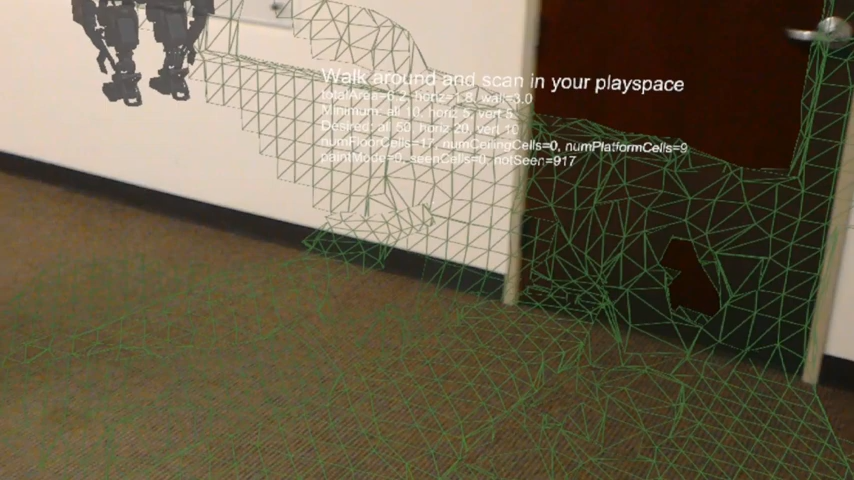 Walk around and scan in your playspace
totalArea=6.2, horiz=1.8, wall=3.0
Minimum: all 10, horiz 5, vert 5
Desired: all 50, horiz 20, vert 10
numFloorCells=17, numCeilingCells=0, numPlatformCells=9
paintMode=0, seenCells=0, notSeen=917